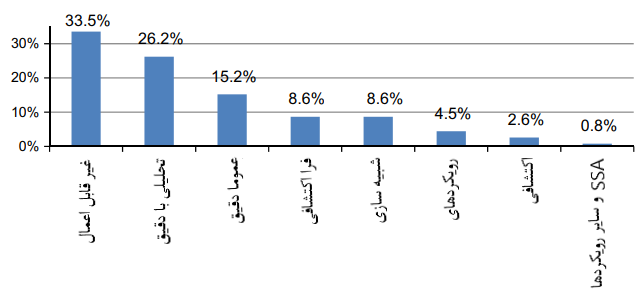 33.5%
26.2%
15.2%
8.6%
8.6%
4.5%
2.6%
0.8%
30%
20%
10%
0%
غیر قابل اعمال
تحلیلی با دقیق
عموما دقیق
فرا اکتشافی
شبیه سازی
رویکردهای
اکتشافی
SSA و سایر رویکردها